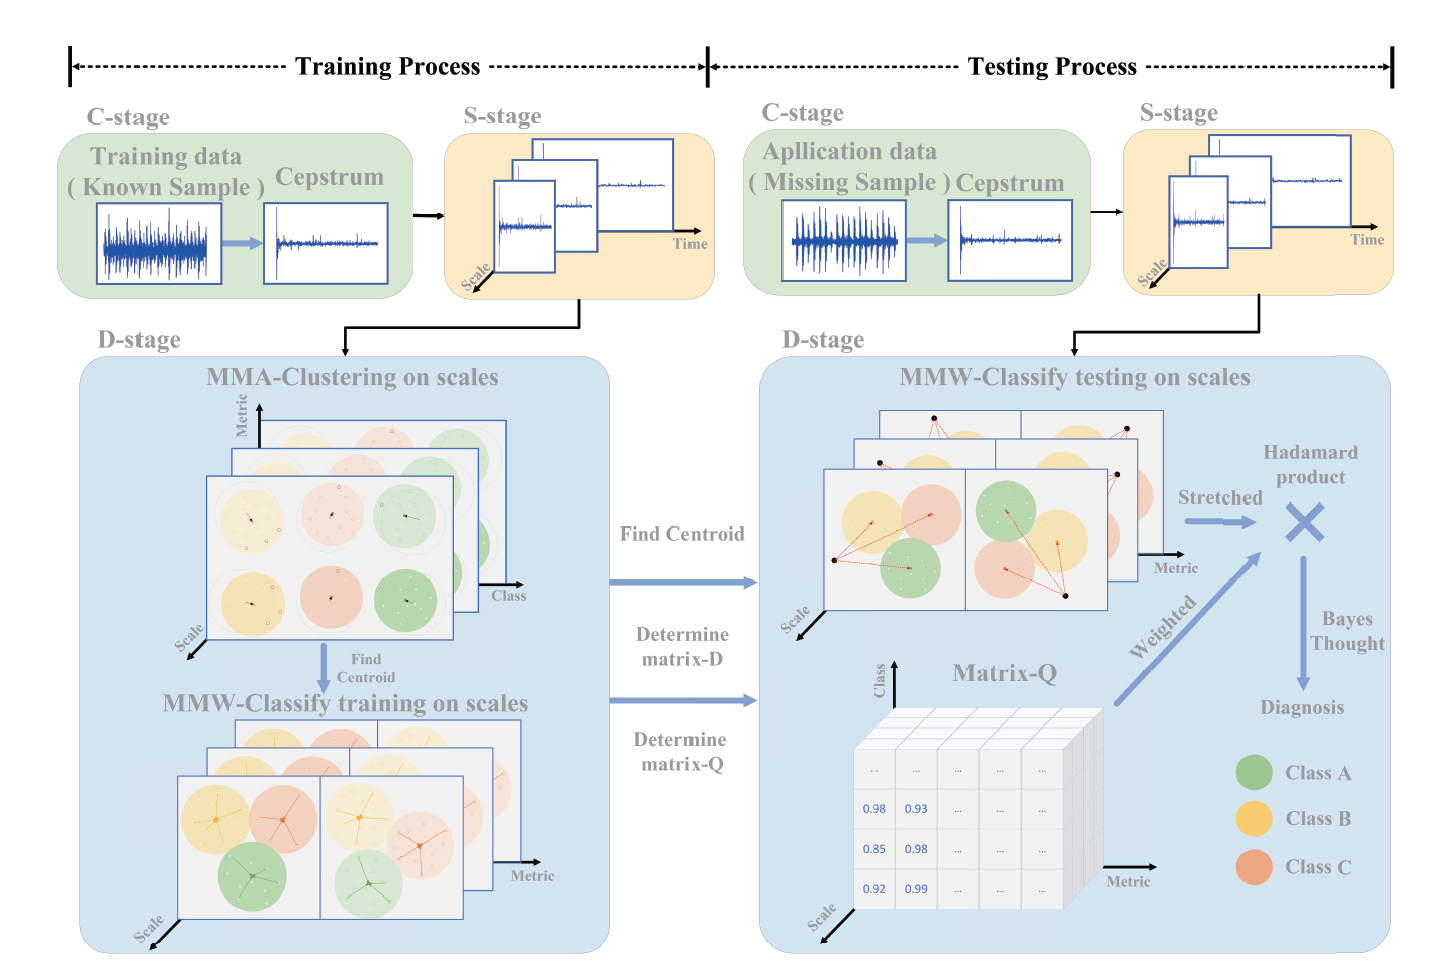 Training Process
Testing Process
C-stage
Training data
( Known Sample )
Cepstrum
S-stage
Time
Scale
C-stage
Apllication data
( Missing Sample )
Cepstrum
S-stage
Time
Scale
D-stage
MMA-Clustering on scales
Metric
Class
Scale
Find
Centroid
MMW-Classify training on scales
Metric
Scale
Find Centroid
Determine
matrix-D
Determine
matrix-Q
D-stage
MMW-Classify testing on scales
Metric
Scale
Stretched
Hadamard
product
Weighted
Bayes
Thought
Diagnosis
Matrix-Q
Class
... ... ... ... ...
0.98 0.93 ... ... ...
0.85 0.98 ... ... ...
0.92 0.99 ... ... ...
Metric
Scale
Class A
Class B
Class C